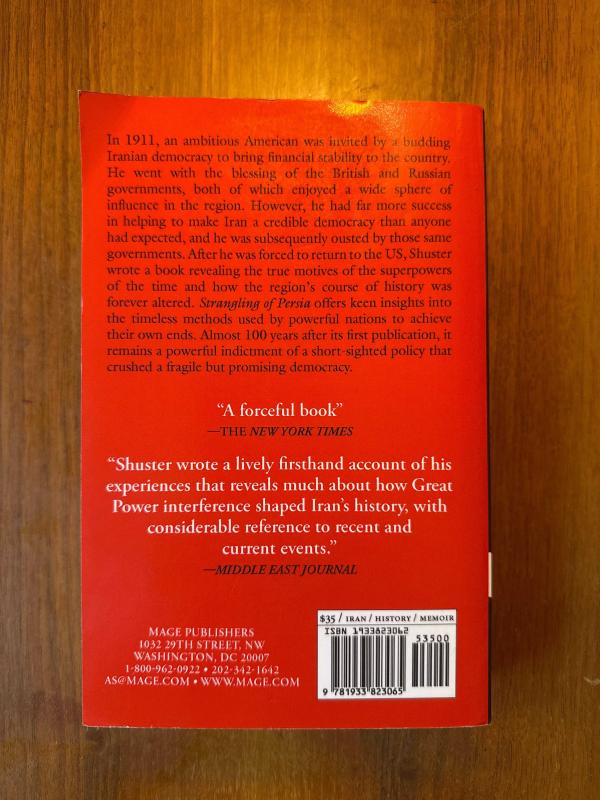 In 1911, an ambitious American was invited by a budding
Iranian democracy to bring financial stability to the country.
He went with the blessing of the British and Russian
governments, both of which enjoyed a wide sphere of
influence in the region. However, he had far more success
in helping to make Iran a credible democracy than anyone
had expected, and he was subsequently ousted by those same
governments. After he was forced to return to the US, Shuster
wrote a book revealing the true motives of the superpowers
of the time and how the region's course of history was
forever altered. Strangling of Persia offers keen insights into
the timeless methods used by powerful nations to achieve
their own ends. Almost 100 years after its first publication, it
remains a powerful indictment of a short-sighted policy that
crushed a fragile but promising democracy.
“A forceful book”
—THE NEW YORK TIMES
“Shuster wrote a lively firsthand account of his
experiences that reveals much about how Great
Power interference shaped Iran's history, with
considerable reference to recent and
current events.”
—MIDDLE EAST JOURNAL
MAGE PUBLISHERS
1032 29TH STREET, NW
WASHINGTON, DC 20007
1-800-962-0922 • 202-342-1642
AS@MAGE.COM • WWW.MAGE.COM
$35 / IRAN / HISTORY / MEMOIR
ISBN 1933823062
53500
9 781933 823065